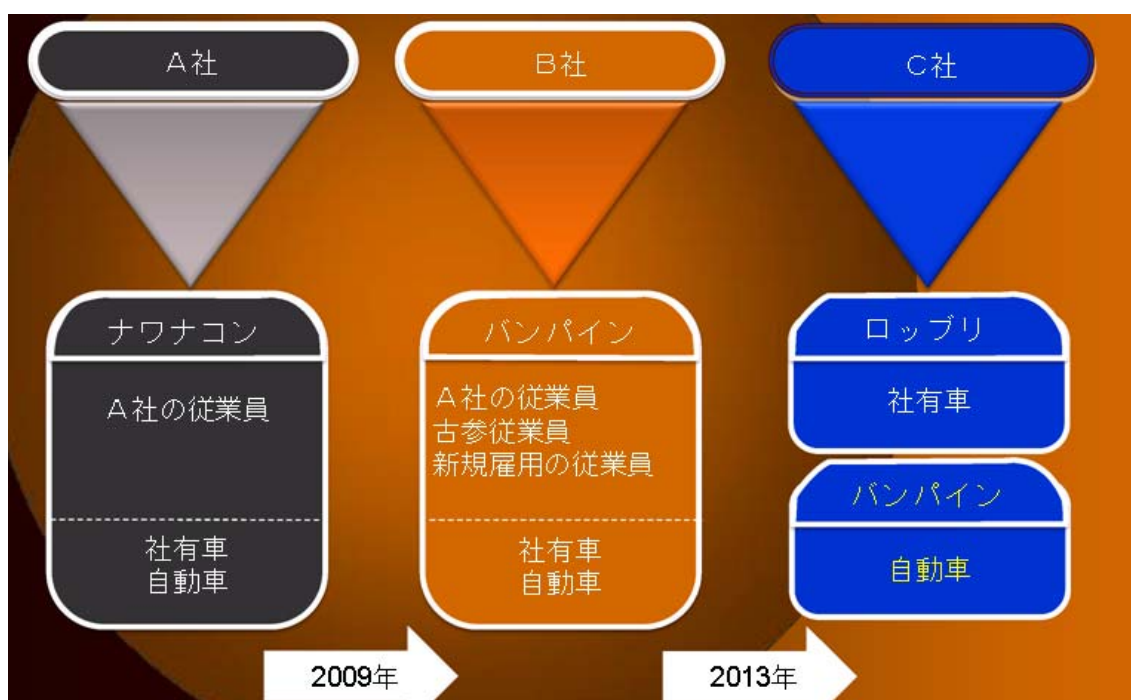 A社
B社
C社
ナワナコン
A社の従業員
社有車
自動車
バンパイン
A社の従業員
古参従業員
新規雇用の従業員
社有車
自動車
ロッブリ
社有車
バンパイン
自動車
2009年
2013年